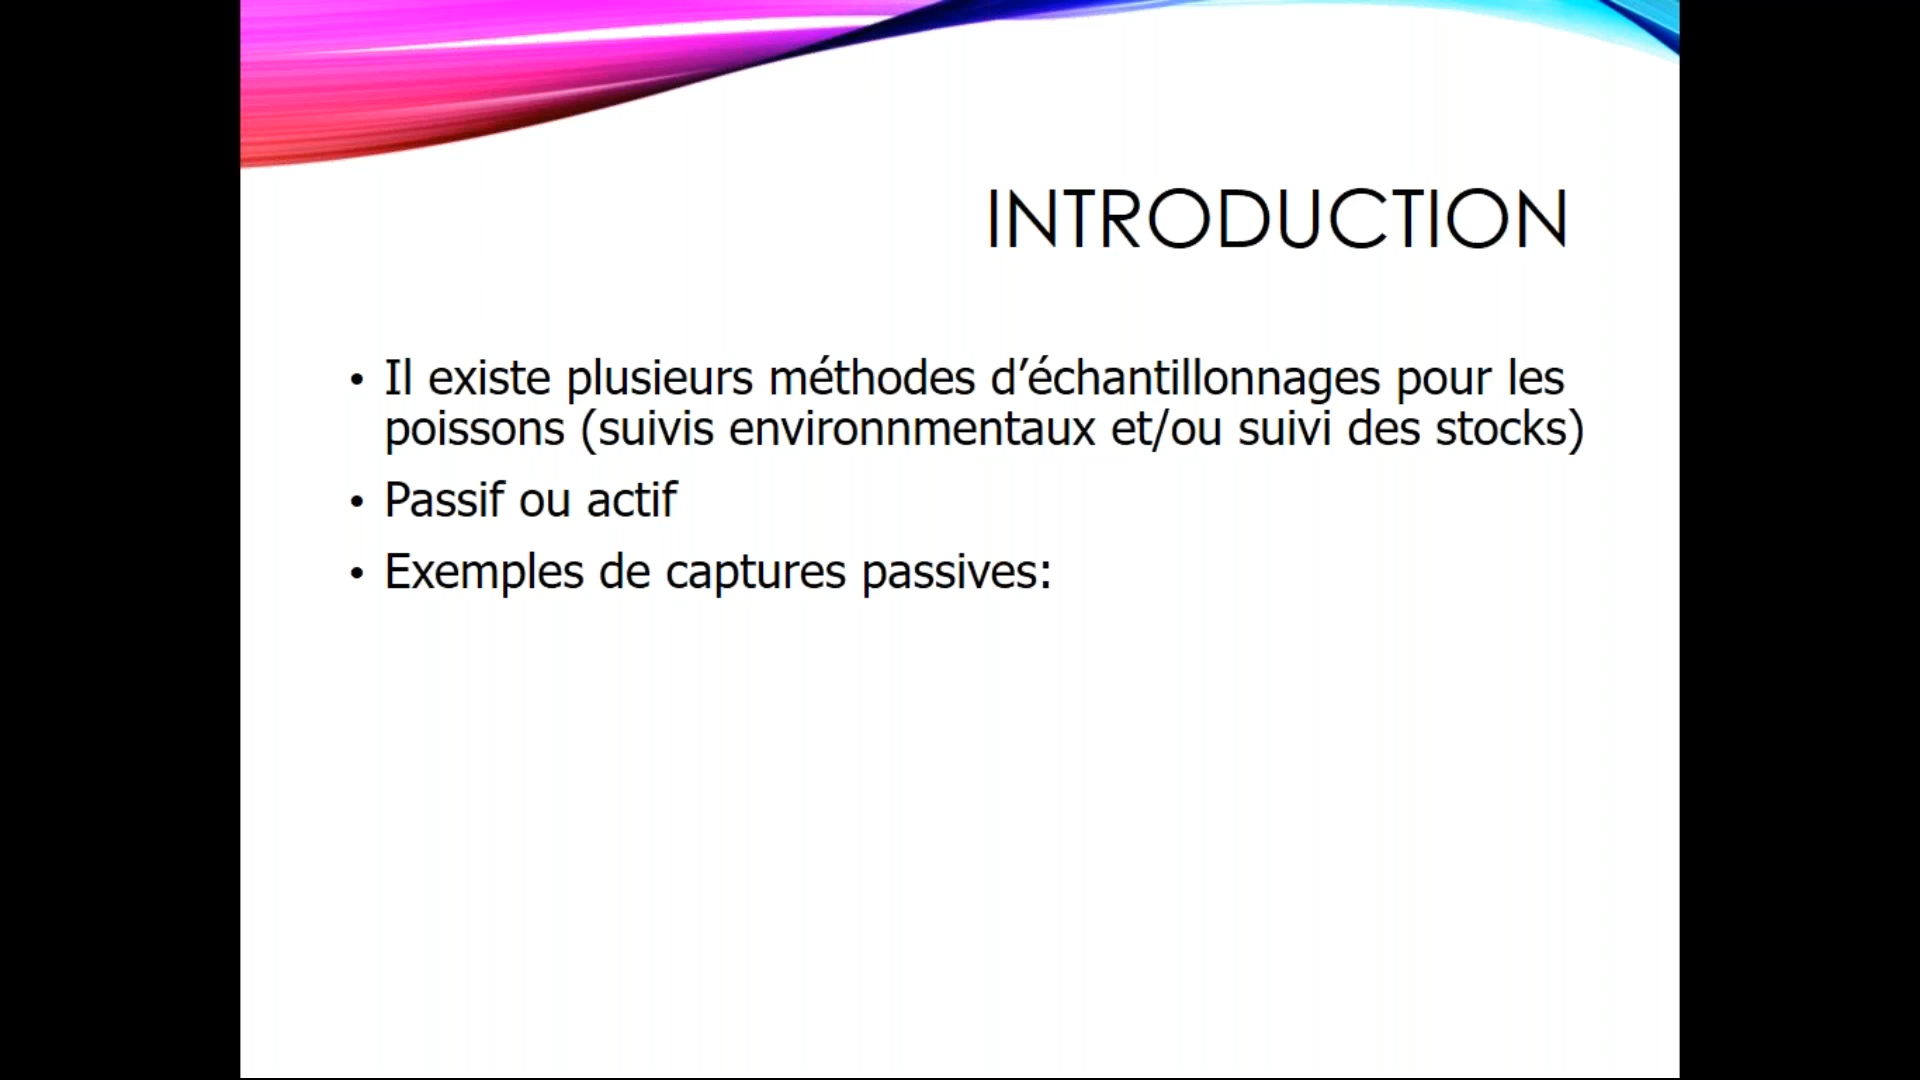 INTRODUCTION
• Il existe plusieurs méthodes d’échantillonnages pour les
poissons (suivis environnmentaux et/ou suivi des stocks)
• Passif ou actif
• Exemples de captures passives: